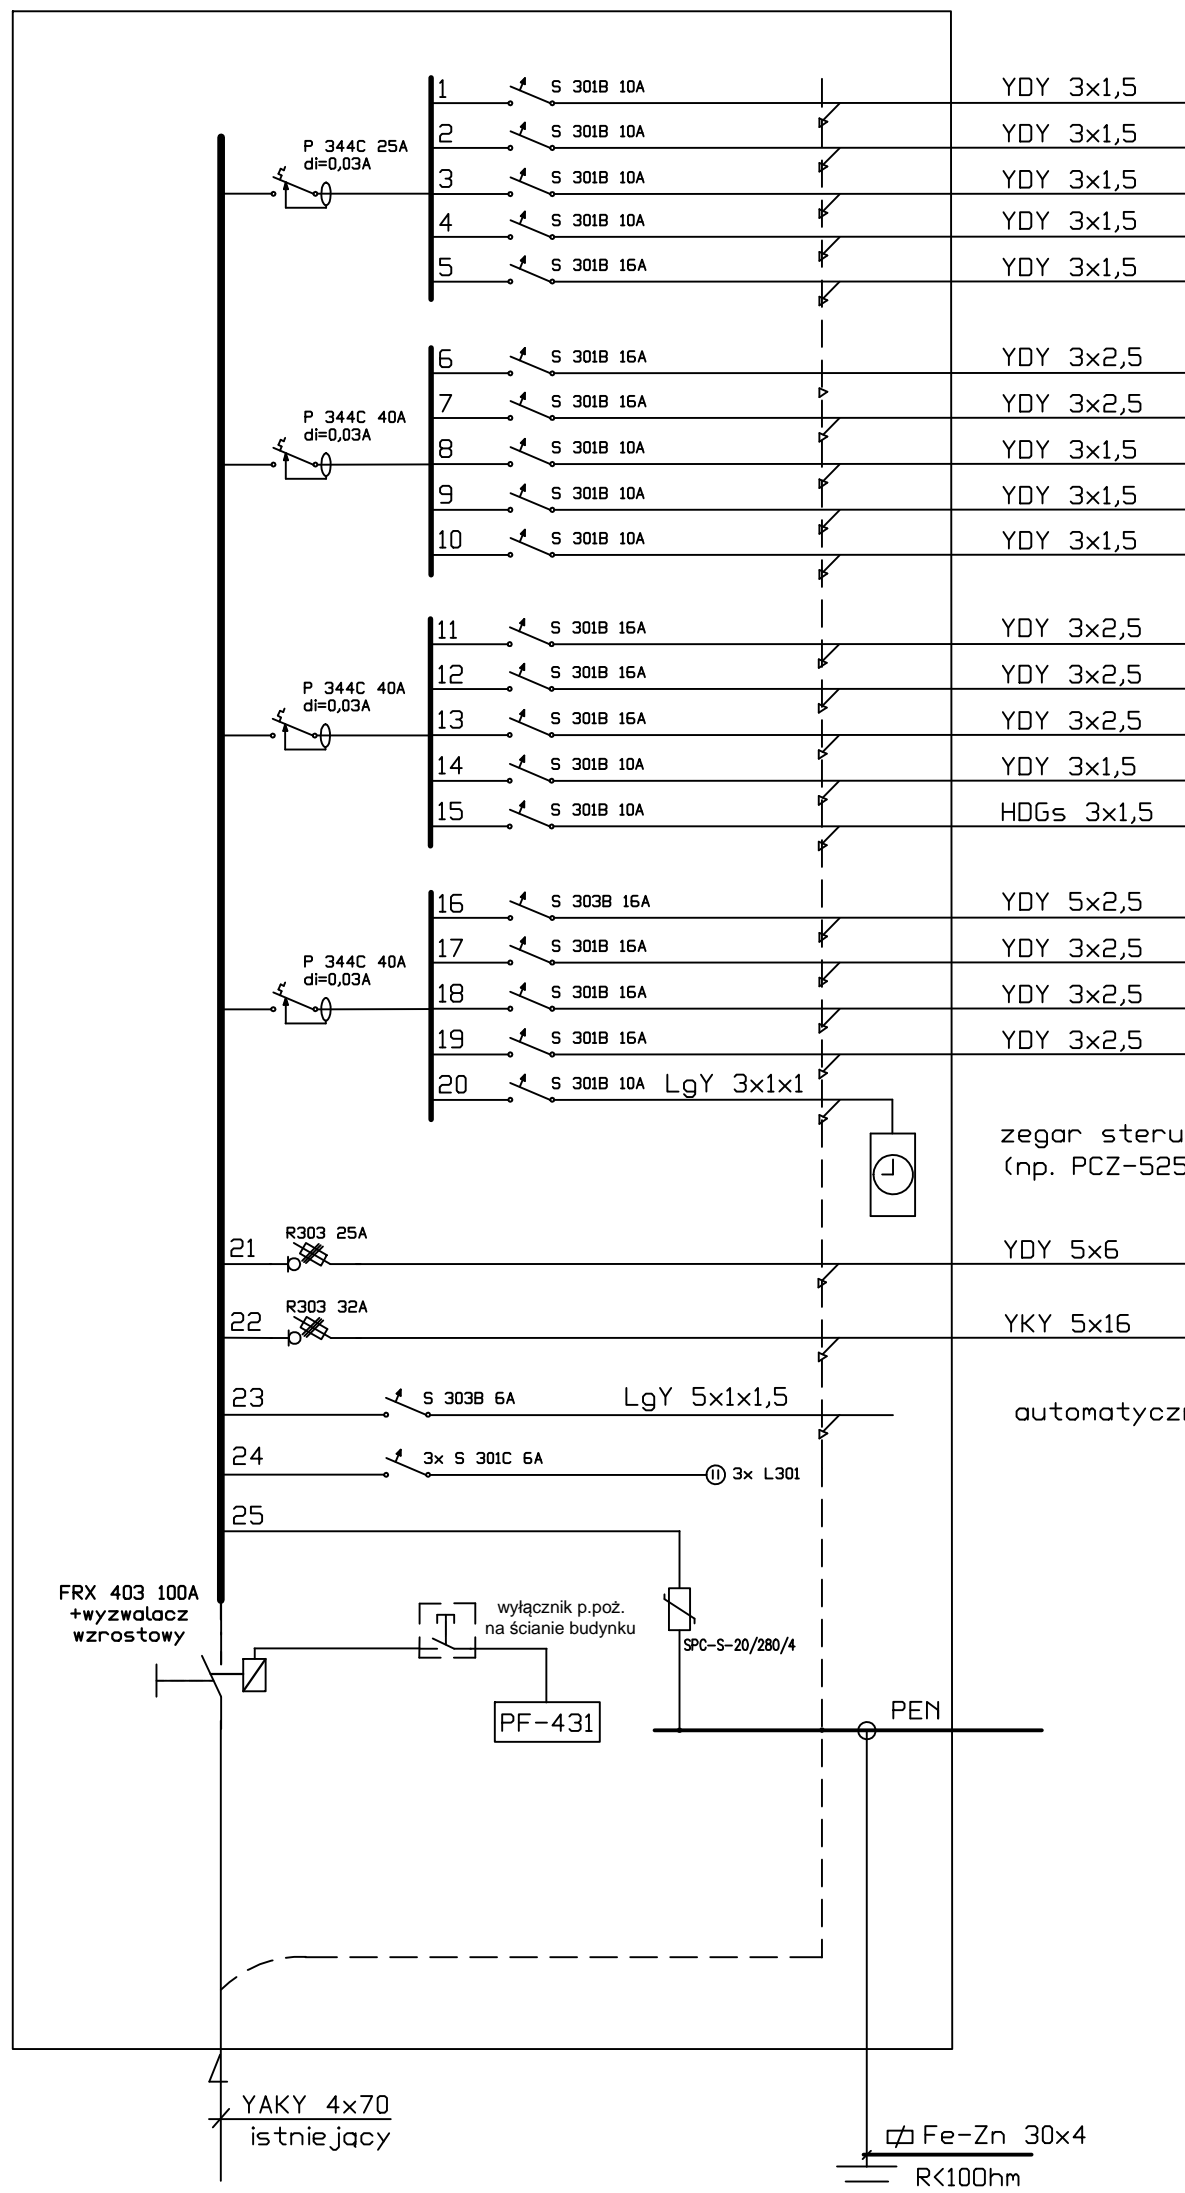 1 S 301B 10A YDY 3x1,5
2 S 301B 10A YDY 3x1,5
P 344C 25A
di=0,03A
3 S 301B 10A YDY 3x1,5
4 S 301B 10A YDY 3x1,5
5 S 301B 16A YDY 3x1,5
6 S 301B 16A YDY 3x2,5
7 S 301B 16A YDY 3x2,5
P 344C 40A
di=0,03A
8 S 301B 10A YDY 3x1,5
9 S 301B 10A YDY 3x1,5
10 S 301B 10A YDY 3x1,5
11 S 301B 16A YDY 3x2,5
12 S 301B 16A YDY 3x2,5
P 344C 40A
di=0,03A
13 S 301B 16A YDY 3x2,5
14 S 301B 10A YDY 3x1,5
15 S 301B 10A HDGs 3x1,5
16 S 303B 16A YDY 5x2,5
17 S 301B 16A YDY 3x2,5
P 344C 40A
di=0,03A
18 S 301B 16A YDY 3x2,5
19 S 301B 16A YDY 3x2,5
20 S 301B 10A LgY 3x1x1
zegar steru
(np. PCZ-525
21 R303 25A YDY 5x6
22 R303 32A YKY 5x16
23 S 303B 6A LgY 5x1x1,5
automatyczn
24 3x S 301C 6A 3x L301
25
FRX 403 100A
+wyzwalacz
wzrostowy
wyłącznik p.poż.
na ścianie budynku
SPC-S-20/280/4
PF-431
PEN
YAKY 4x70
istniejący
Fe-Zn 30x4
R<100hm